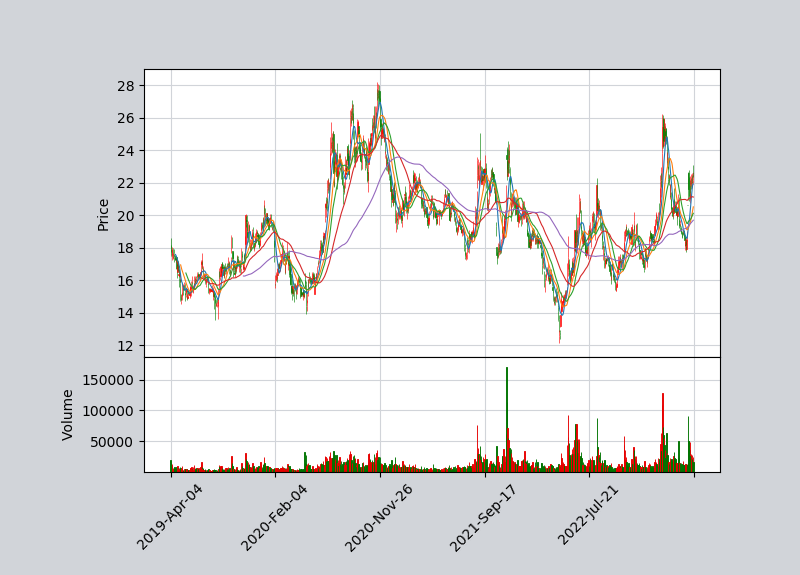 28
26
24
22
20
18
16
14
12
Price
150000
100000
50000
Volume
2019-Apr-04
2020-Feb-04
2020-Nov-26
2021-Sep-17
2022-Jul-21